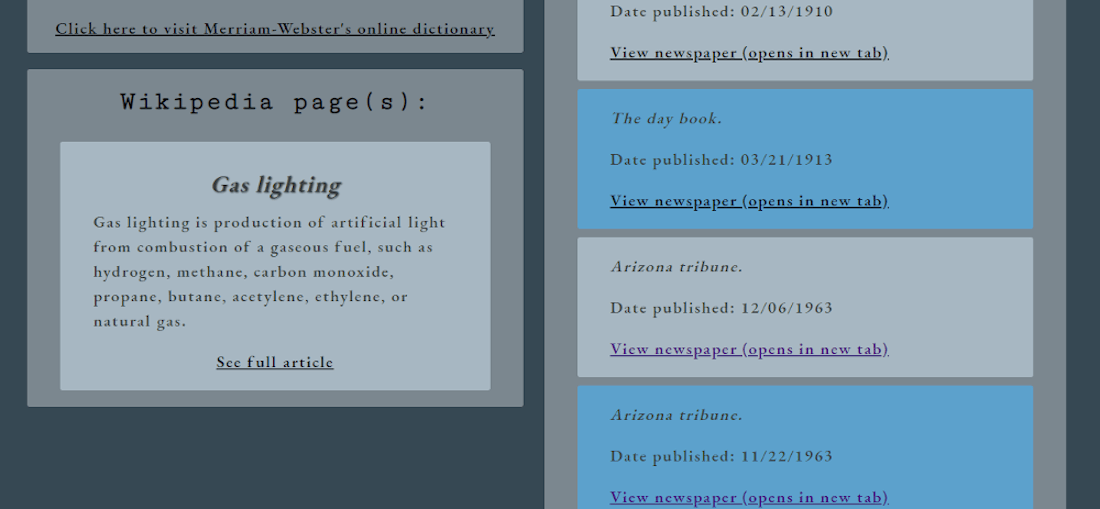 Click here to visit Merriam-Webster's online dictionary
Wikipedia page(s):
Gas lighting
Gas lighting is production of artificial light
from combustion of a gaseous fuel, such as
hydrogen, methane, carbon monoxide,
propane, butane, acetylene, ethylene, or
natural gas.
See full article
Date published: 02/13/1910
View newspaper (opens in new tab)
The day book.
Date published: 03/21/1913
View newspaper (opens in new tab)
Arizona tribune.
Date published: 12/06/1963
View newspaper (opens in new tab)
Arizona tribune.
Date published: 11/22/1963
View newspaper (opens in new tab)